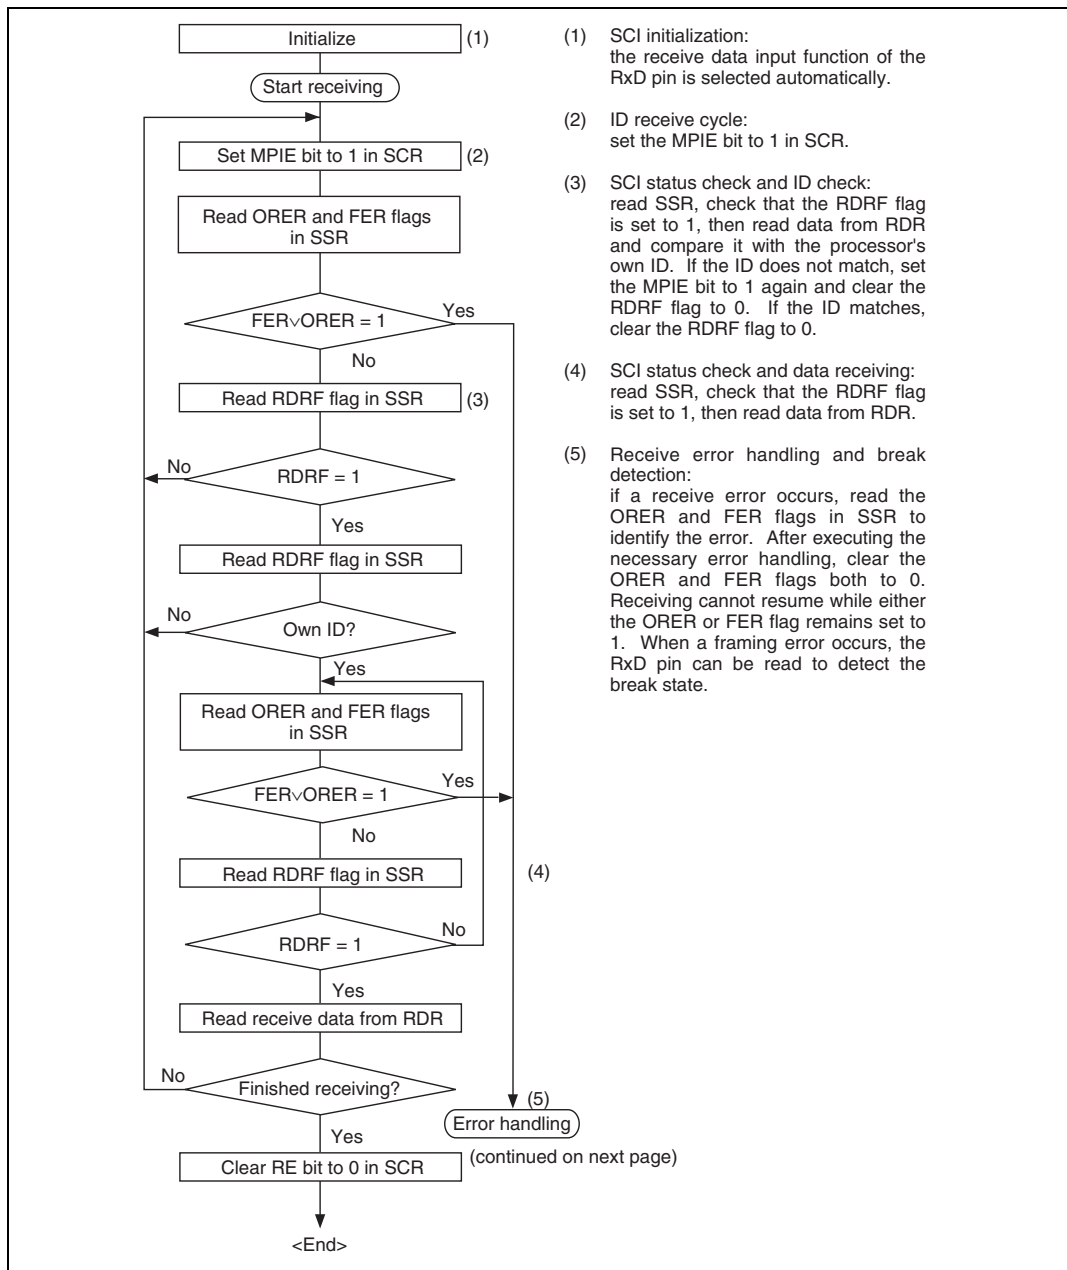 Initialize (1)
Start receiving
Set MPIE bit to 1 in SCR (2)
Read ORER and FER flags
in SSR
FER∨ORER = 1
Yes
No
Read RDRF flag in SSR (3)
No
RDRF = 1
Yes
Read RDRF flag in SSR
No
Own ID?
Yes
Read ORER and FER flags
in SSR
Yes
FER∨ORER = 1
No
Read RDRF flag in SSR (4)
No
RDRF = 1
Yes
Read receive data from RDR
No
Finished receiving?
(5)
Error handling
Yes
(continued on next page)
Clear RE bit to 0 in SCR
<End>
(1) SCI initialization:
the receive data input function of the
RxD pin is selected automatically.
(2) ID receive cycle:
set the MPIE bit to 1 in SCR.
(3) SCI status check and ID check:
read SSR, check that the RDRF flag
is set to 1, then read data from RDR
and compare it with the processor's
own ID. If the ID does not match, set
the MPIE bit to 1 again and clear the
RDRF flag to 0. If the ID matches,
clear the RDRF flag to 0.
(4) SCI status check and data receiving:
read SSR, check that the RDRF flag
is set to 1, then read data from RDR.
(5) Receive error handling and break
detection:
if a receive error occurs, read the
ORER and FER flags in SSR to
identify the error. After executing the
necessary error handling, clear the
ORER and FER flags both to 0.
Receiving cannot resume while either
the ORER or FER flag remains set to
1. When a framing error occurs, the
RxD pin can be read to detect the
break state.